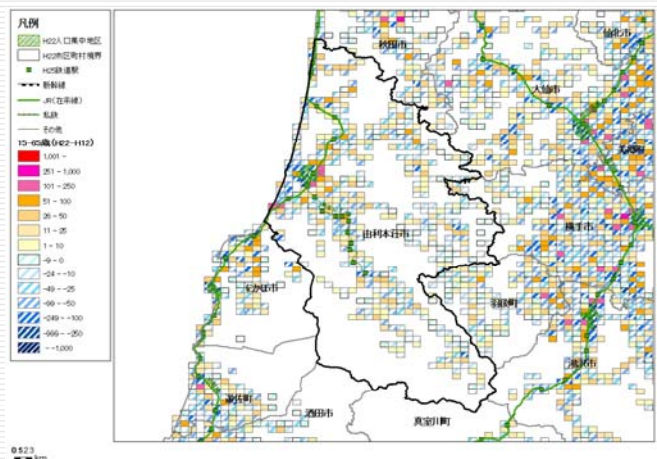 凡例
H22人口集中地区
H22市区町村境界
H25鉄道駅
新幹線
JR(在来線)
私鉄
その他
15-65歳(H22-H12)
1,001 -
251 - 1,000
101 - 250
51 - 100
26 - 50
11 - 25
1 - 10
-9 - 0
-24 - -10
-49 - -25
-99 - -50
-249 - -100
-999 - -250
- -1,000
秋田市
仙北市
大仙市
美郷町
横手市
由利本荘市
にかほ市
羽後町
湯沢市
遊佐町
酒田市
真室川町
km